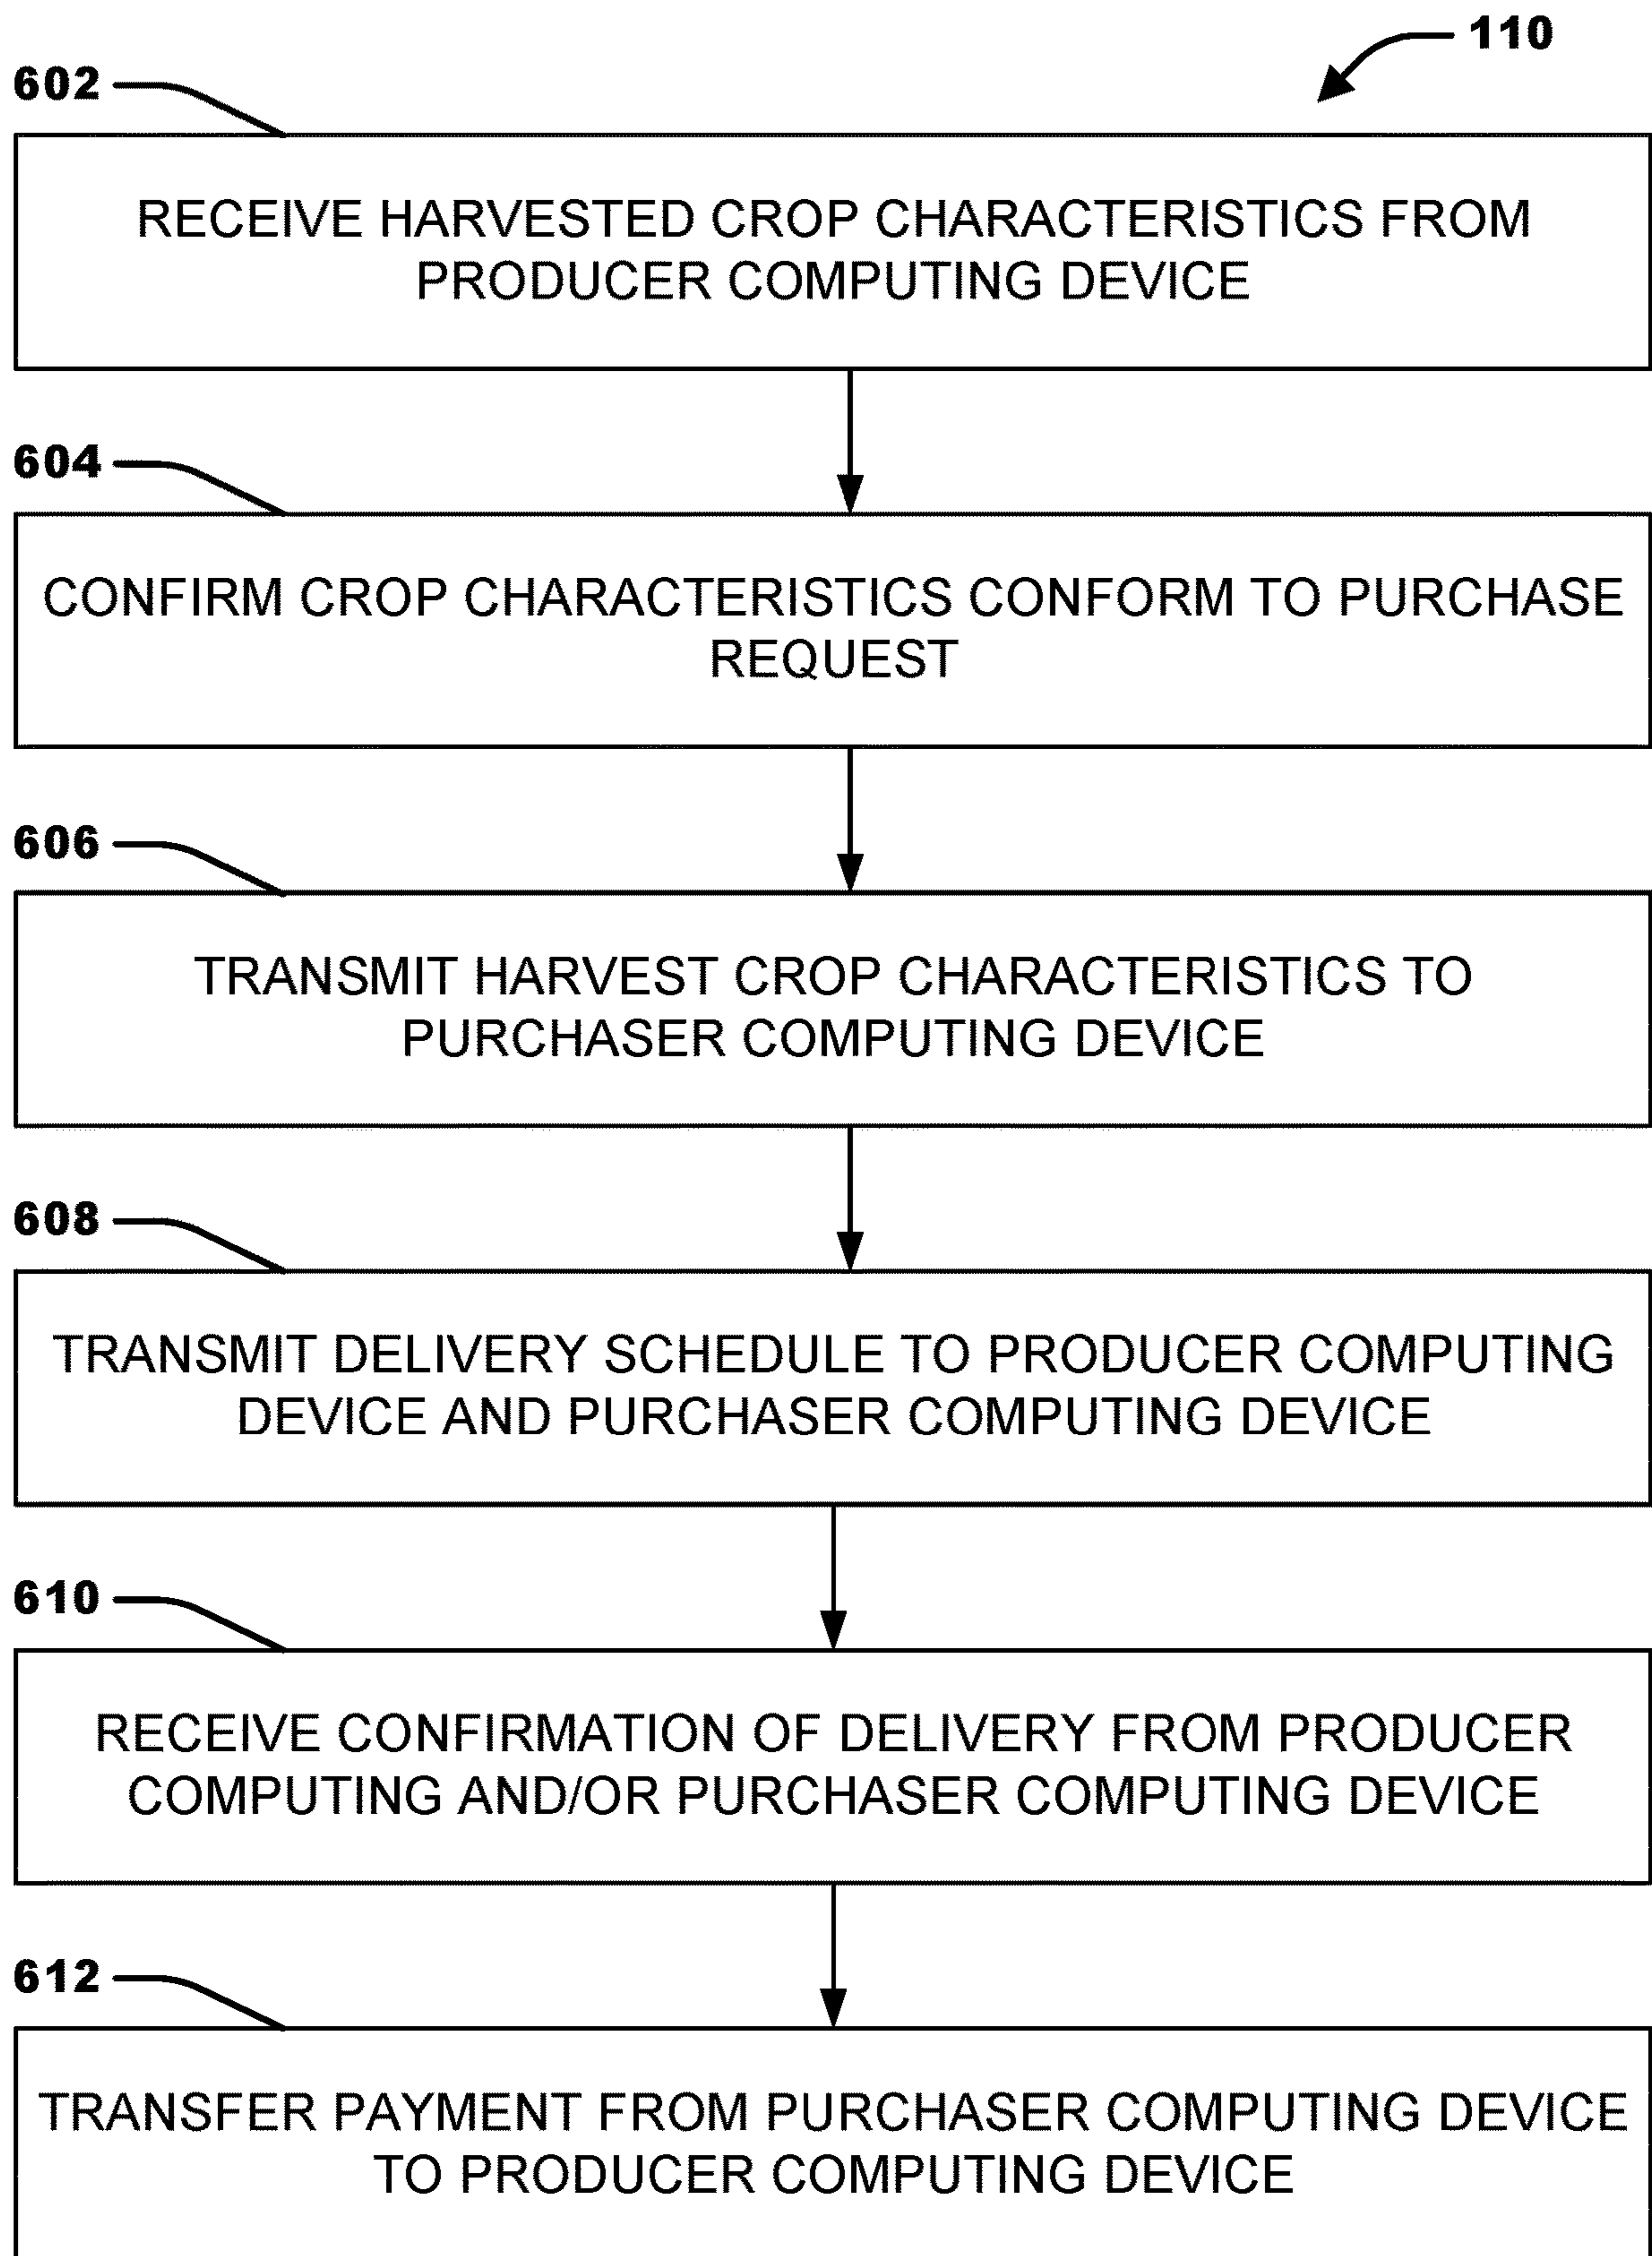 110
602
RECEIVE HARVESTED CROP CHARACTERISTICS FROM
PRODUCER COMPUTING DEVICE
604
CONFIRM CROP CHARACTERISTICS CONFORM TO PURCHASE
REQUEST
606
TRANSMIT HARVEST CROP CHARACTERISTICS TO
PURCHASER COMPUTING DEVICE
608
TRANSMIT DELIVERY SCHEDULE TO PRODUCER COMPUTING
DEVICE AND PURCHASER COMPUTING DEVICE
610
RECEIVE CONFIRMATION OF DELIVERY FROM PRODUCER
COMPUTING AND/OR PURCHASER COMPUTING DEVICE
612
TRANSFER PAYMENT FROM PURCHASER COMPUTING DEVICE
TO PRODUCER COMPUTING DEVICE